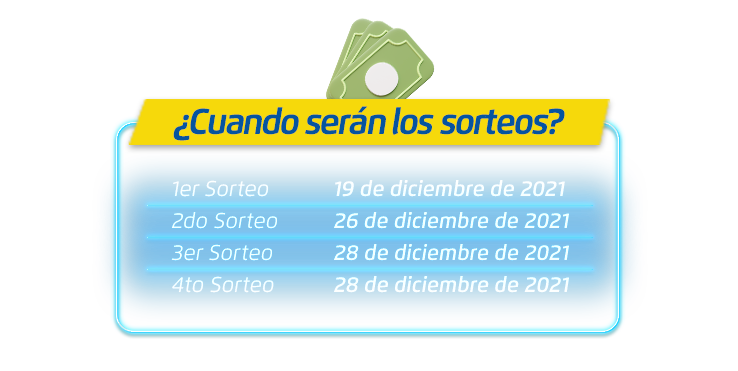 ¿Cuando serán los sorteos?
1er Sorteo 19 de diciembre de 2021
2do Sorteo 26 de diciembre de 2021
3er Sorteo 28 de diciembre de 2021
4to Sorteo 28 de diciembre de 2021